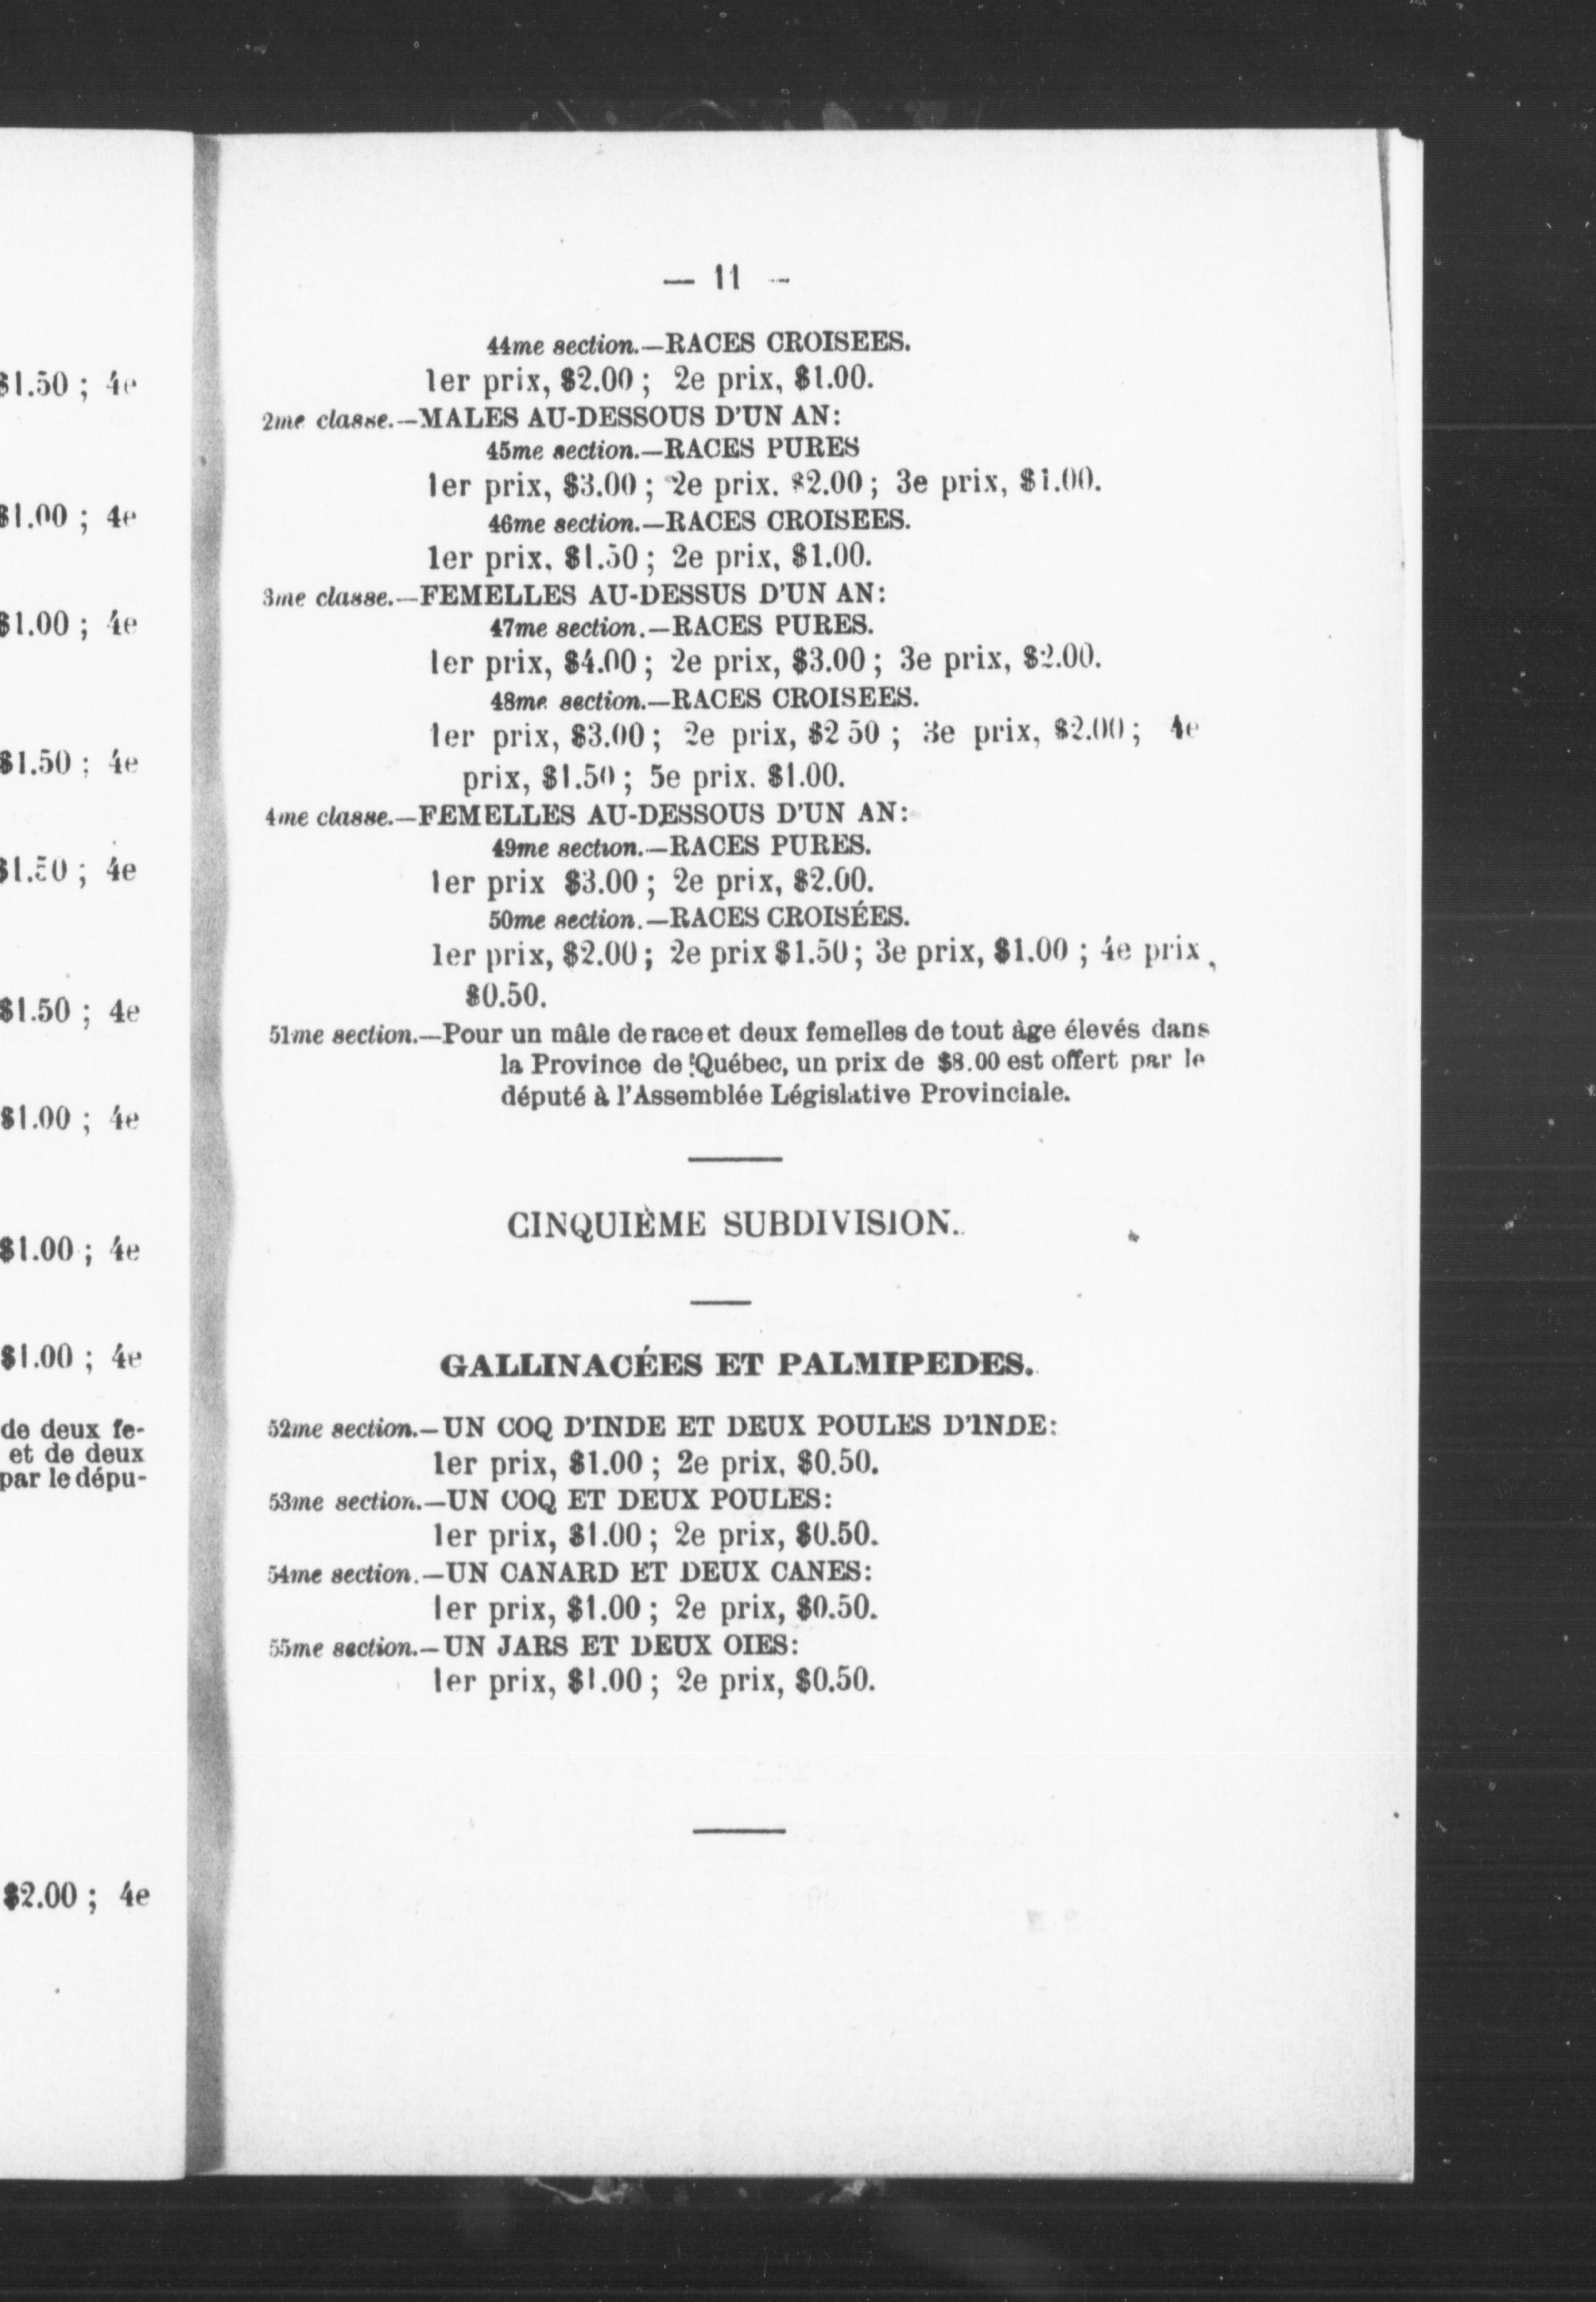 $1.50 ; 4e
$1.00 ; 4e
$1.00 ; 4e
$1.50 ; 4e
$1.50 ; 4e
$1.50 ; 4e
$1.00 ; 4e
$1.00 ; 4e
$1.00 ; 4e
de deux fe-
et de deux
par le dépu-
$2.00 ; 4e
— 11 -
44me section.—RACES CROISEES.
1er prix, $2.00 ; 2e prix, $1.00.
2me classe.—MALES AU-DESSOUS D'UN AN:
45me section.—RACES PURES
1er prix, $3.00 ; 2e prix. $2.00 ; 3e prix, $1.00.
46me section.—RACES CROISEES.
1er prix. $1.50 ; 2e prix, $1.00.
3me classe.—FEMELLES AU-DESSUS D'UN AN:
47me section.—RACES PURES.
1er prix, $4.00 ; 2e prix, $3.00 ; 3e prix, $2.00.
48me section.—RACES CROISEES.
1er prix, $3.00 ; 2e prix, $2 50 ; 3e prix, $2.00 ; 4e
prix, $1.50 ; 5e prix. $1.00.
4me classe.—FEMELLES AU-DESSOUS D'UN AN:
49me section.—RACES PURES.
1er prix $3.00 ; 2e prix, $2.00.
50me section.—RACES CROISÉES.
1er prix, $2.00 ; 2e prix $1.50 ; 3e prix, $1.00 ; 4e prix,
$0.50.
51me section.—Pour un mâle de race et deux femelles de tout àge élevés dans
la Province de Québec, un prix de $8.00 est offert par le
député à l'Assemblée Législative Provinciale.
CINQUIÈME SUBDIVISION.
GALLINACÉES ET PALMIPEDES.
52me section.—UN COQ D'INDE ET DEUX POULES D'INDE:
1er prix, $1.00 ; 2e prix, $0.50.
53me section.—UN COQ ET DEUX POULES:
1er prix, $1.00 ; 2e prix, $0.50.
54me section.—UN CANARD ET DEUX CANES:
1er prix, $1.00 ; 2e prix, $0.50.
55me section.—UN JARS ET DEUX OIES:
1er prix, $1.00 ; 2e prix, $0.50.